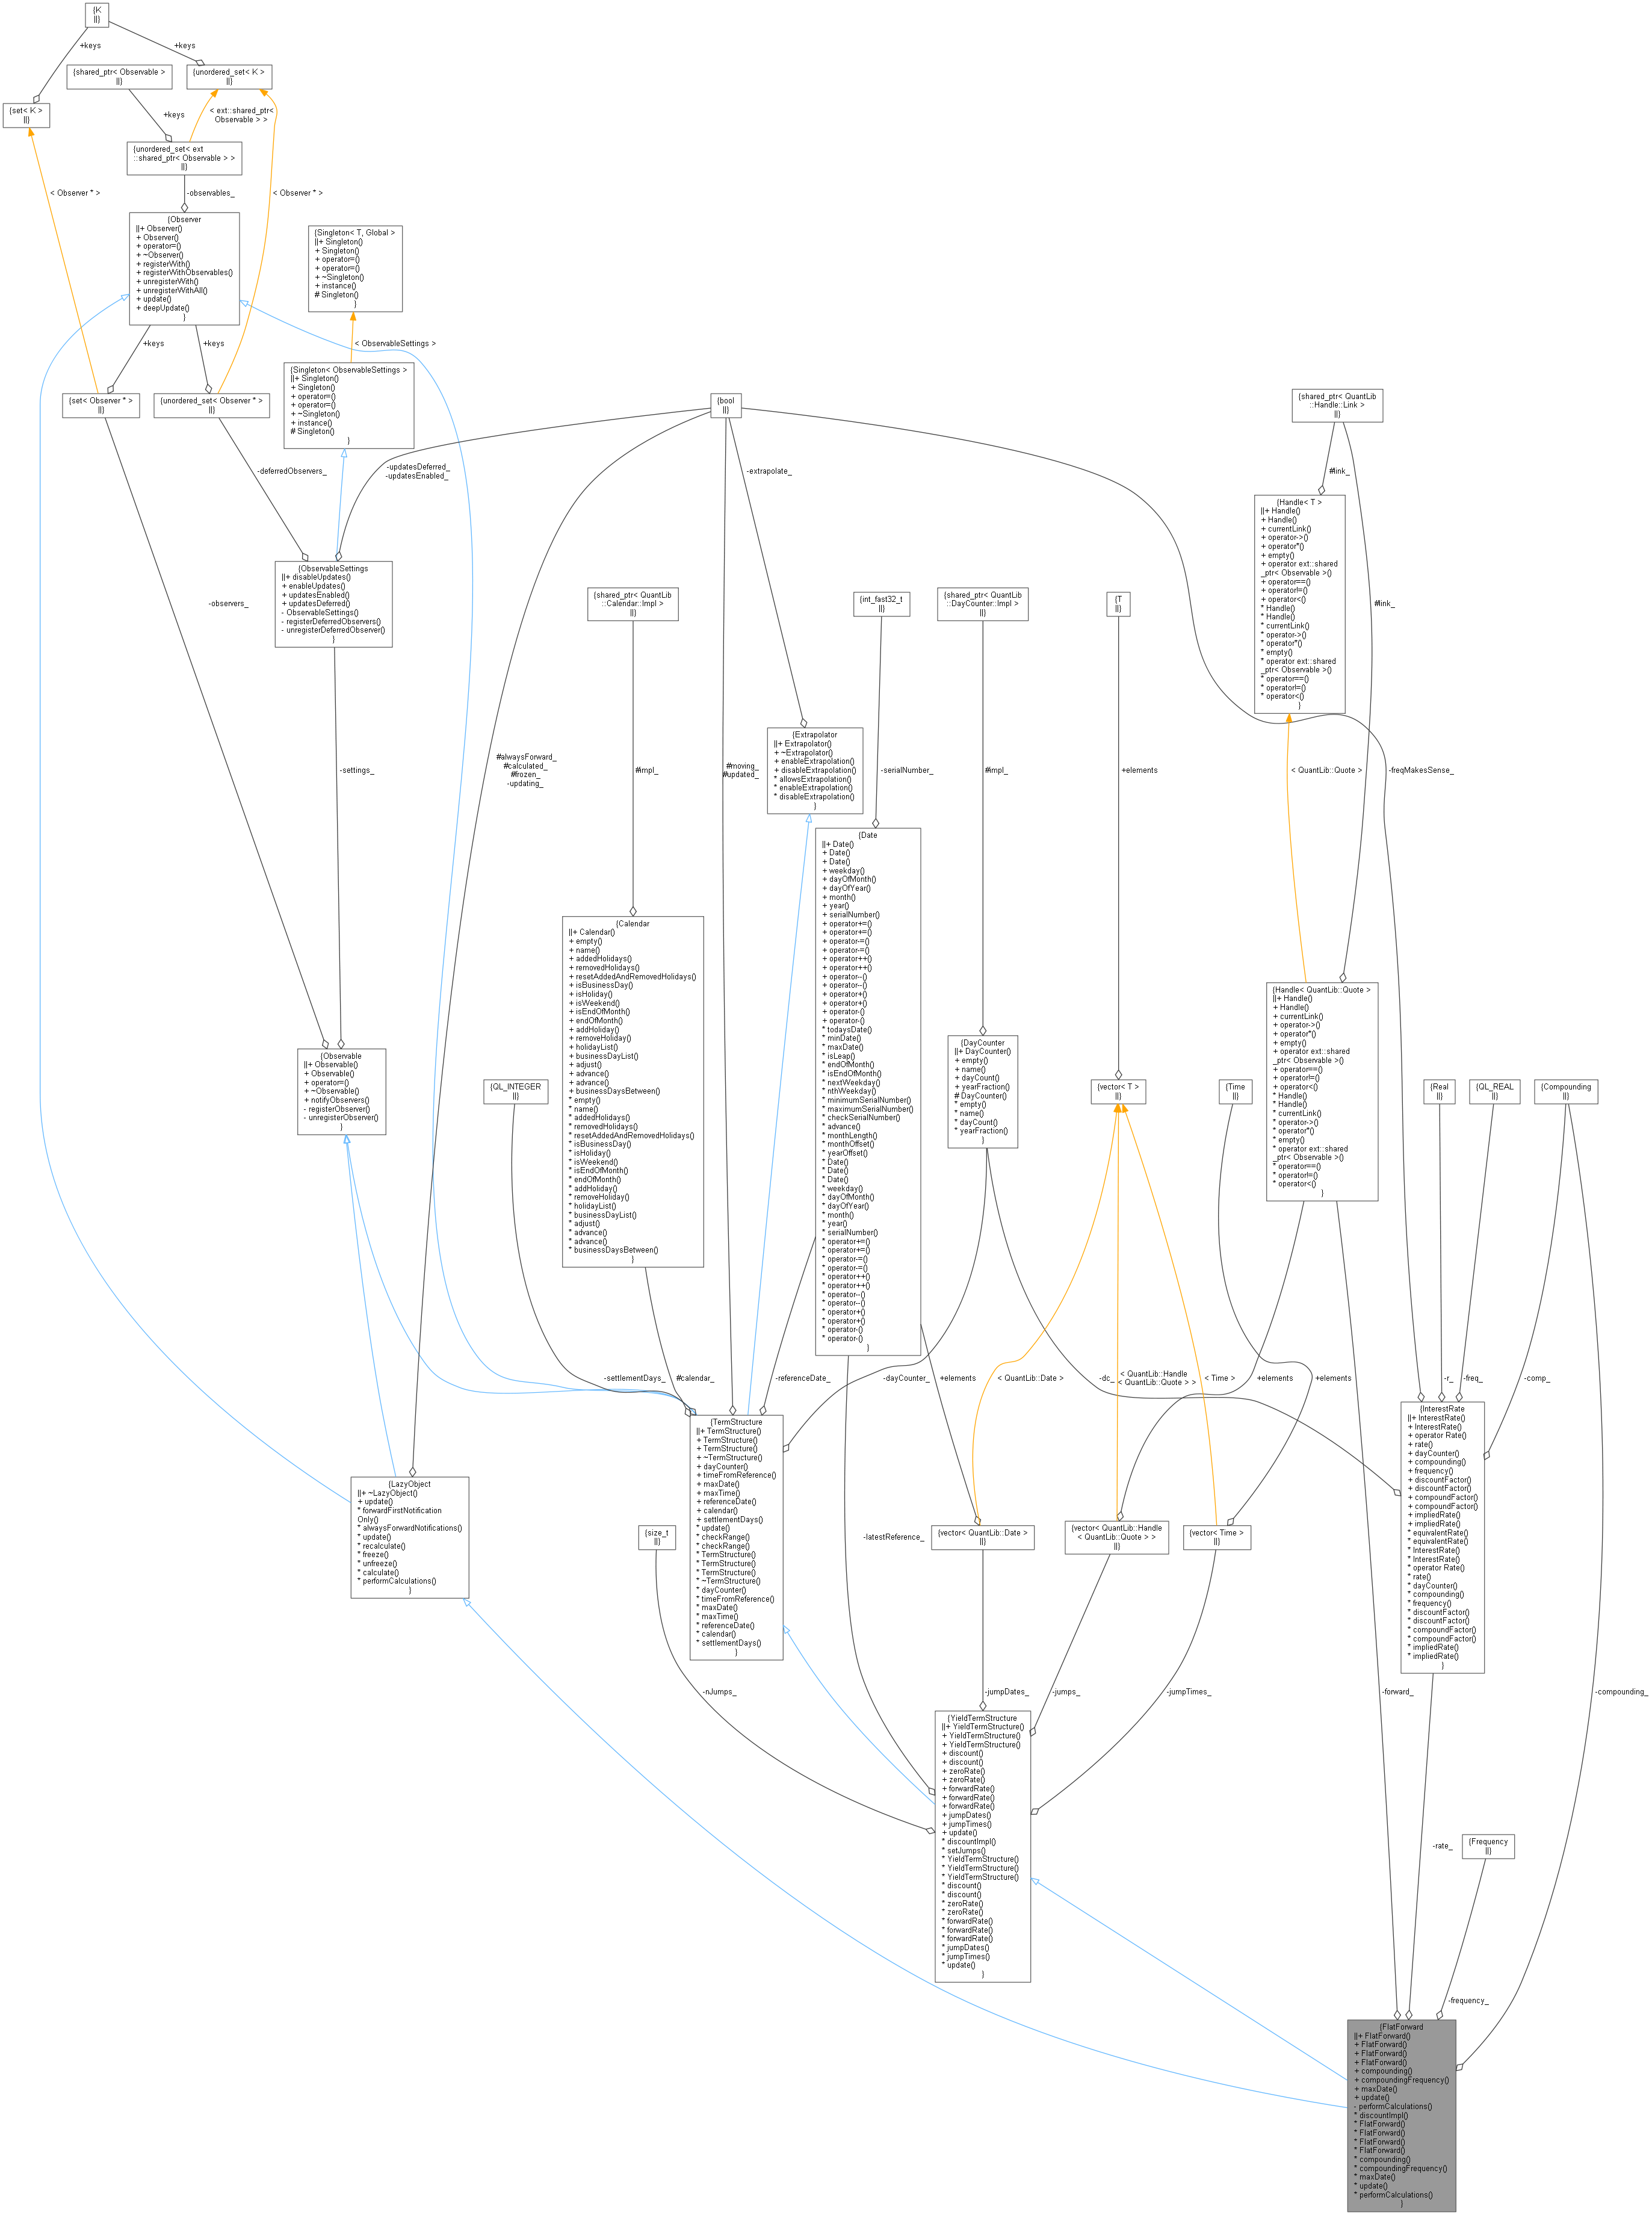 {K
||}
+keys
+keys
{shared_ptr< Observable >
||}
{unordered_set< K >
||}
{set< K >
||}
+keys
< ext::shared_ptr<
Observable > >
{unordered_set< ext
::shared_ptr< Observable > >
||}
< Observer * >
-observables_
< Observer * >
{Observer
||+ Observer()
+ Observer()
+ operator=()
+ ~Observer()
+ registerWith()
+ registerWithObservables()
+ unregisterWith()
+ unregisterWithAll()
+ update()
+ deepUpdate()
}
{Singleton< T, Global >
||+ Singleton()
+ Singleton()
+ operator=()
+ operator=()
+ ~Singleton()
+ instance()
# Singleton()
}
+keys
+keys
< ObservableSettings >
{Singleton< ObservableSettings >
||+ Singleton()
+ Singleton()
+ operator=()
+ operator=()
+ ~Singleton()
+ instance()
# Singleton()
}
{set< Observer * >
||}
{unordered_set< Observer * >
||}
{bool
||}
{shared_ptr< QuantLib
::Handle::Link >
||}
-deferredObservers_
-updatesDeferred_
-updatesEnabled_
-extrapolate_
#link_
{Handle< T >
||+ Handle()
+ Handle()
+ currentLink()
+ operator->()
+ operator*()
+ empty()
+ operator ext::shared
_ptr< Observable >()
+ operator==()
+ operator!=()
+ operator<()
* Handle()
* Handle()
* currentLink()
* operator->()
* operator*()
* empty()
* operator ext::shared
_ptr< Observable >()
* operator==()
* operator!=()
* operator<()
}
{ObservableSettings
||+ disableUpdates()
+ enableUpdates()
+ updatesEnabled()
+ updatesDeferred()
- ObservableSettings()
- registerDeferredObservers()
- unregisterDeferredObserver()
}
-observers_
{shared_ptr< QuantLib
::Calendar::Impl >
||}
{int_fast32_t
||}
{shared_ptr< QuantLib
::DayCounter::Impl >
||}
{T
||}
#link_
{Extrapolator
||+ Extrapolator()
+ ~Extrapolator()
+ enableExtrapolation()
+ disableExtrapolation()
* allowsExtrapolation()
* enableExtrapolation()
* disableExtrapolation()
}
-settings_
#alwaysForward_
#calculated_
#frozen_
-updating_
#impl_
#moving_
#updated_
-serialNumber_
#impl_
+elements
< QuantLib::Quote >
-freqMakesSense_
{Date
||+ Date()
+ Date()
+ Date()
+ weekday()
+ dayOfMonth()
+ dayOfYear()
+ month()
+ year()
+ serialNumber()
+ operator+=()
+ operator+=()
+ operator-=()
+ operator-=()
+ operator++()
+ operator++()
+ operator--()
+ operator--()
+ operator+()
+ operator+()
+ operator-()
+ operator-()
* todaysDate()
* minDate()
* maxDate()
* isLeap()
* endOfMonth()
* isEndOfMonth()
* nextWeekday()
* nthWeekday()
* minimumSerialNumber()
* maximumSerialNumber()
* checkSerialNumber()
* advance()
* monthLength()
* monthOffset()
* yearOffset()
* Date()
* Date()
* Date()
* weekday()
* dayOfMonth()
* dayOfYear()
* month()
* year()
* serialNumber()
* operator+=()
* operator+=()
* operator-=()
* operator-=()
* operator++()
* operator++()
* operator--()
* operator--()
* operator+()
* operator+()
* operator-()
* operator-()
}
{Calendar
||+ Calendar()
+ empty()
+ name()
+ addedHolidays()
+ removedHolidays()
+ resetAddedAndRemovedHolidays()
+ isBusinessDay()
+ isHoliday()
+ isWeekend()
+ isEndOfMonth()
+ endOfMonth()
+ addHoliday()
+ removeHoliday()
+ holidayList()
+ businessDayList()
+ adjust()
+ advance()
+ advance()
+ businessDaysBetween()
* empty()
* name()
* addedHolidays()
* removedHolidays()
* resetAddedAndRemovedHolidays()
* isBusinessDay()
* isHoliday()
* isWeekend()
* isEndOfMonth()
* endOfMonth()
* addHoliday()
* removeHoliday()
* holidayList()
* businessDayList()
* adjust()
* advance()
* advance()
* businessDaysBetween()
}
{Handle< QuantLib::Quote >
||+ Handle()
+ Handle()
+ currentLink()
+ operator->()
+ operator*()
+ empty()
+ operator ext::shared
_ptr< Observable >()
+ operator==()
+ operator!=()
+ operator<()
* Handle()
* Handle()
* currentLink()
* operator->()
* operator*()
* empty()
* operator ext::shared
_ptr< Observable >()
* operator==()
* operator!=()
* operator<()
}
{Observable
||+ Observable()
+ Observable()
+ operator=()
+ ~Observable()
+ notifyObservers()
- registerObserver()
- unregisterObserver()
}
{QL_INTEGER
||}
{DayCounter
||+ DayCounter()
+ empty()
+ name()
+ dayCount()
+ yearFraction()
# DayCounter()
* empty()
* name()
* dayCount()
* yearFraction()
}
{vector< T >
||}
{Time
||}
{Real
||}
{QL_REAL
||}
{Compounding
||}
-settlementDays_
#calendar_
-referenceDate_
-dayCounter_
+elements
< QuantLib::Date >
-dc_
< QuantLib::Handle
< QuantLib::Quote > >
< Time >
+elements
+elements
-r_
-freq_
-comp_
{InterestRate
||+ InterestRate()
+ InterestRate()
+ operator Rate()
+ rate()
+ dayCounter()
+ compounding()
+ frequency()
+ discountFactor()
+ discountFactor()
+ compoundFactor()
+ compoundFactor()
+ impliedRate()
+ impliedRate()
* equivalentRate()
* equivalentRate()
* InterestRate()
* InterestRate()
* operator Rate()
* rate()
* dayCounter()
* compounding()
* frequency()
* discountFactor()
* discountFactor()
* compoundFactor()
* compoundFactor()
* impliedRate()
* impliedRate()
}
{TermStructure
||+ TermStructure()
+ TermStructure()
+ TermStructure()
+ ~TermStructure()
+ dayCounter()
+ timeFromReference()
+ maxDate()
+ maxTime()
+ referenceDate()
+ calendar()
+ settlementDays()
* update()
* checkRange()
* checkRange()
* TermStructure()
* TermStructure()
* TermStructure()
* ~TermStructure()
* dayCounter()
* timeFromReference()
* maxDate()
* maxTime()
* referenceDate()
* calendar()
* settlementDays()
}
{LazyObject
||+ ~LazyObject()
+ update()
* forwardFirstNotification
Only()
* alwaysForwardNotifications()
* update()
* recalculate()
* freeze()
* unfreeze()
* calculate()
* performCalculations()
}
{size_t
||}
-latestReference_
{vector< QuantLib::Date >
||}
{vector< QuantLib::Handle
< QuantLib::Quote > >
||}
{vector< Time >
||}
-nJumps_
-jumpDates_
-jumps_
-jumpTimes_
-forward_
-compounding_
{YieldTermStructure
||+ YieldTermStructure()
+ YieldTermStructure()
+ YieldTermStructure()
+ discount()
+ discount()
+ zeroRate()
+ zeroRate()
+ forwardRate()
+ forwardRate()
+ forwardRate()
+ jumpDates()
+ jumpTimes()
+ update()
* discountImpl()
* setJumps()
* YieldTermStructure()
* YieldTermStructure()
* YieldTermStructure()
* discount()
* discount()
* zeroRate()
* zeroRate()
* forwardRate()
* forwardRate()
* forwardRate()
* jumpDates()
* jumpTimes()
* update()
}
-rate_
{Frequency
||}
-frequency_
{FlatForward
||+ FlatForward()
+ FlatForward()
+ FlatForward()
+ FlatForward()
+ compounding()
+ compoundingFrequency()
+ maxDate()
+ update()
- performCalculations()
* discountImpl()
* FlatForward()
* FlatForward()
* FlatForward()
* FlatForward()
* compounding()
* compoundingFrequency()
* maxDate()
* update()
* performCalculations()
}